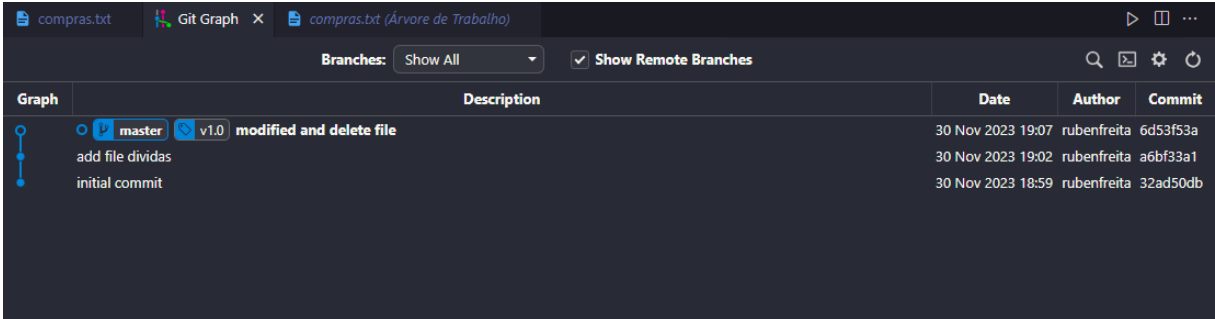 compras.txt Git Graph compras.txt (Árvore de Trabalho)
Branches: Show All Show Remote Branches
Graph Description Date Author Commit
master v1.0 modified and delete file 30 Nov 2023 19:07 rubenfreita 6d53f53a
add file dividas 30 Nov 2023 19:02 rubenfreita a6bf33a1
initial commit 30 Nov 2023 18:59 rubenfreita 32ad50db